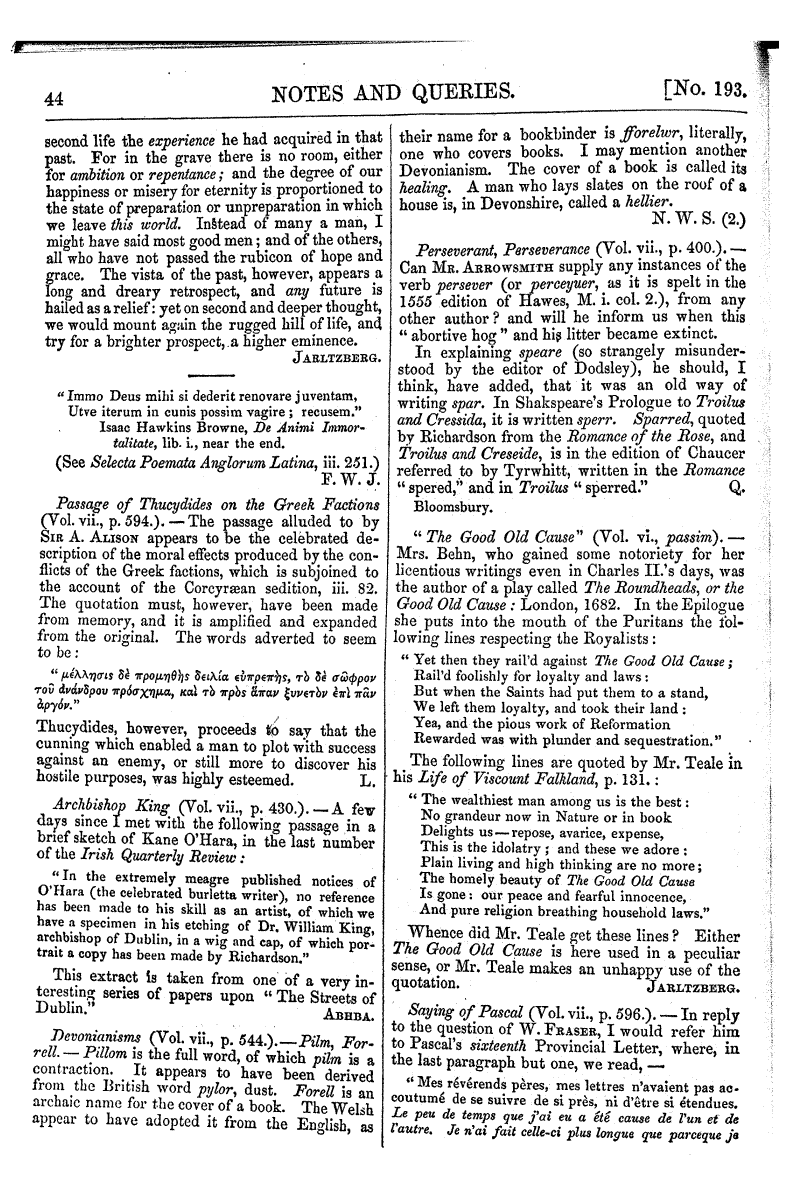 44 NOTES AND QUERIES. [No. 193.
second life the experience he had acquired in that
past. For in the grave there is no room, either
for ambition or repentance; and the degree of our
happiness or misery for eternity is proportioned to
the state of preparation or unpreparation in which
we leave this world. Instead of many a man, I
might have said most good men; and of the others,
all who have not passed the rubicon of hope and
grace. The vista of the past, however, appears a
long and dreary retrospect, and any future is
hailed as a relief: yet on second and deeper thought,
we would mount again the rugged hill of life, and
try for a brighter prospect, a higher eminence.
JARLTZBERG.
"Immo Deus mihi si dederit renovare juventam,
Utve iterum in cunis possim vagire; recusem."
Isaac Hawkins Browne, De Animi Immor-
talitate, lib. i., near the end.
(See Selecta Poemata Anglorum Latina, iii. 251.)
F. W. J.
Passage of Thucydides on the Greek Factions
(Vol. vii., p. 594.). — The passage alluded to by
SIR A. ALISON appears to be the celebrated de-
scription of the moral effects produced by the con-
flicts of the Greek factions, which is subjoined to
the account of the Corcyræan sedition, iii. 82.
The quotation must, however, have been made
from memory, and it is amplified and expanded
from the original. The words adverted to seem
to be:
"μέλλησις δὲ προμηθὴς δειλία εὐπρεπὴς, τὸ δὲ σῶφρον
τοῦ ἀνάνδρου πρόσχημα, καὶ τὸ πρὸς ἅπαν ξυνετὸν ἐπὶ πᾶν
ἀργόν."
Thucydides, however, proceeds to say that the
cunning which enabled a man to plot with success
against an enemy, or still more to discover his
hostile purposes, was highly esteemed. L.
Archbishop King (Vol. vii., p. 430.). — A few
days since I met with the following passage in a
brief sketch of Kane O'Hara, in the last number
of the Irish Quarterly Review:
"In the extremely meagre published notices of
O'Hara (the celebrated burletta writer), no reference
has been made to his skill as an artist, of which we
have a specimen in his etching of Dr. William King,
archbishop of Dublin, in a wig and cap, of which por-
trait a copy has been made by Richardson."
This extract is taken from one of a very in-
teresting series of papers upon "The Streets of
Dublin." ABHBA.
Devonianisms (Vol. vii., p. 544.). — Pilm, For-
rell. — Pillom is the full word, of which pilm is a
contraction. It appears to have been derived
from the British word pylor, dust. Forell is an
archaic name for the cover of a book. The Welsh
appear to have adopted it from the English, as
their name for a bookbinder is fforelwr, literally,
one who covers books. I may mention another
Devonianism. The cover of a book is called its
healing. A man who lays slates on the roof of a
house is, in Devonshire, called a hellier.
N. W. S. (2.)
Perseverant, Perseverance (Vol. vii., p. 400.). —
Can MR. ARROWSMITH supply any instances of the
verb persever (or perceyuer, as it is spelt in the
1555 edition of Hawes, M. i. col. 2.), from any
other author? and will he inform us when this
"abortive hog" and his litter became extinct.
In explaining speare (so strangely misunder-
stood by the editor of Dodsley), he should, I
think, have added, that it was an old way of
writing spar. In Shakspeare's Prologue to Troilus
and Cressida, it is written sperr. Sparred, quoted
by Richardson from the Romance of the Rose, and
Troilus and Creseide, is in the edition of Chaucer
referred to by Tyrwhitt, written in the Romance
"spered," and in Troilus "sperred." Q.
Bloomsbury.
"The Good Old Cause" (Vol. vi., passim). —
Mrs. Behn, who gained some notoriety for her
licentious writings even in Charles II.'s days, was
the author of a play called The Roundheads, or the
Good Old Cause: London, 1682. In the Epilogue
she puts into the mouth of the Puritans the fol-
lowing lines respecting the Royalists:
"Yet then they rail'd against The Good Old Cause;
Rail'd foolishly for loyalty and laws:
But when the Saints had put them to a stand,
We left them loyalty, and took their land:
Yea, and the pious work of Reformation
Rewarded was with plunder and sequestration."
The following lines are quoted by Mr. Teale in
his Life of Viscount Falkland, p. 131.:
"The wealthiest man among us is the best:
No grandeur now in Nature or in book
Delights us — repose, avarice, expense,
This is the idolatry; and these we adore:
Plain living and high thinking are no more;
The homely beauty of The Good Old Cause
Is gone: our peace and fearful innocence,
And pure religion breathing household laws."
Whence did Mr. Teale get these lines? Either
The Good Old Cause is here used in a peculiar
sense, or Mr. Teale makes an unhappy use of the
quotation. JARLTZBERG.
Saying of Pascal (Vol. vii., p. 596.). — In reply
to the question of W. FRASER, I would refer him
to Pascal's sixteenth Provincial Letter, where, in
the last paragraph but one, we read, —
"Mes révérends pères, mes lettres n'avaient pas ac-
coutumé de se suivre de si près, ni d'être si étendues.
Le peu de temps que j'ai eu a été cause de l'un et de
l'autre. Je n'ai fait celle-ci plus longue que parceque je